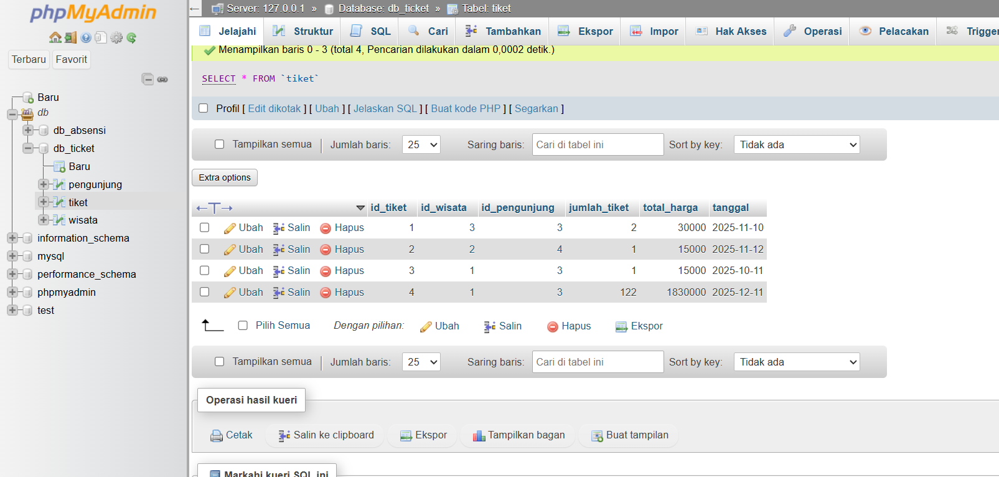 phpMyAdmin
Terbaru Favorit
Baru
db
db_absensi
db_ticket
Baru
pengunjung
tiket
wisata
information_schema
mysql
performance_schema
phpmyadmin
test
← Server: 127.0.0.1 » Database: db_ticket » Tabel: tiket
Jelajahi Struktur SQL Cari Tambahkan Ekspor Impor Hak Akses Operasi Pelacakan Trigger
Menampilkan baris 0 - 3 (total 4, Pencarian dilakukan dalam 0,0002 detik.)
SELECT * FROM `tiket`
Profil [ Edit dikotak ] [ Ubah ] [ Jelaskan SQL ] [ Buat kode PHP ] [ Segarkan ]
Tampilkan semua | Jumlah baris: 25 Saring baris: Cari di tabel ini Sort by key: Tidak ada
Extra options
←T→ id_tiket id_wisata id_pengunjung jumlah_tiket total_harga tanggal
Ubah Salin Hapus 1 3 3 2 30000 2025-11-10
Ubah Salin Hapus 2 2 4 1 15000 2025-11-12
Ubah Salin Hapus 3 1 3 1 15000 2025-10-11
Ubah Salin Hapus 4 1 3 122 1830000 2025-12-11
Pilih Semua Dengan pilihan: Ubah Salin Hapus Ekspor
Tampilkan semua | Jumlah baris: 25 Saring baris: Cari di tabel ini Sort by key: Tidak ada
Operasi hasil kueri
Cetak Salin ke clipboard Ekspor Tampilkan bagan Buat tampilan
Markahi kueri SQL ini